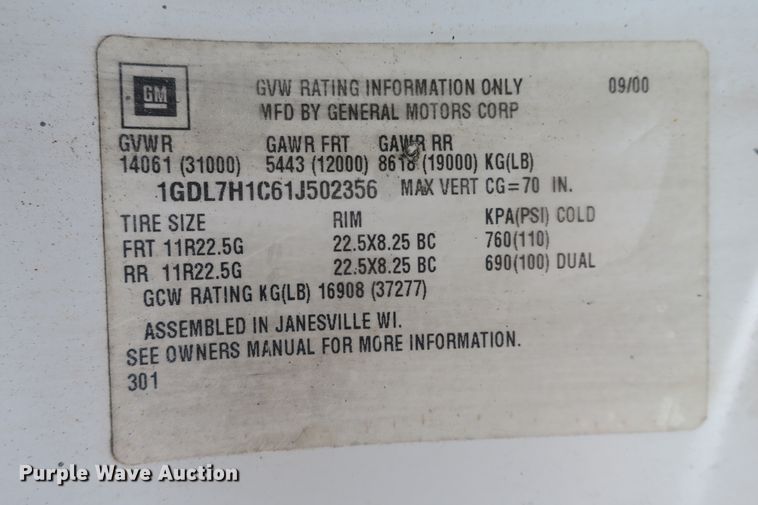 GM
GVW RATING INFORMATION ONLY 09/00
MFD BY GENERAL MOTORS CORP
GVWR GAWR FRT GAWR RR
14061 (31000) 5443 (12000) 8618 (19000) KG(LB)
1GDL7H1C61J502356 MAX VERT CG=70 IN.
TIRE SIZE RIM KPA(PSI) COLD
FRT 11R22.5G 22.5X8.25 BC 760(110)
RR 11R22.5G 22.5X8.25 BC 690(100) DUAL
GCW RATING KG(LB) 16908 (37277)
ASSEMBLED IN JANESVILLE WI.
SEE OWNERS MANUAL FOR MORE INFORMATION.
301
Purple Wave Auction